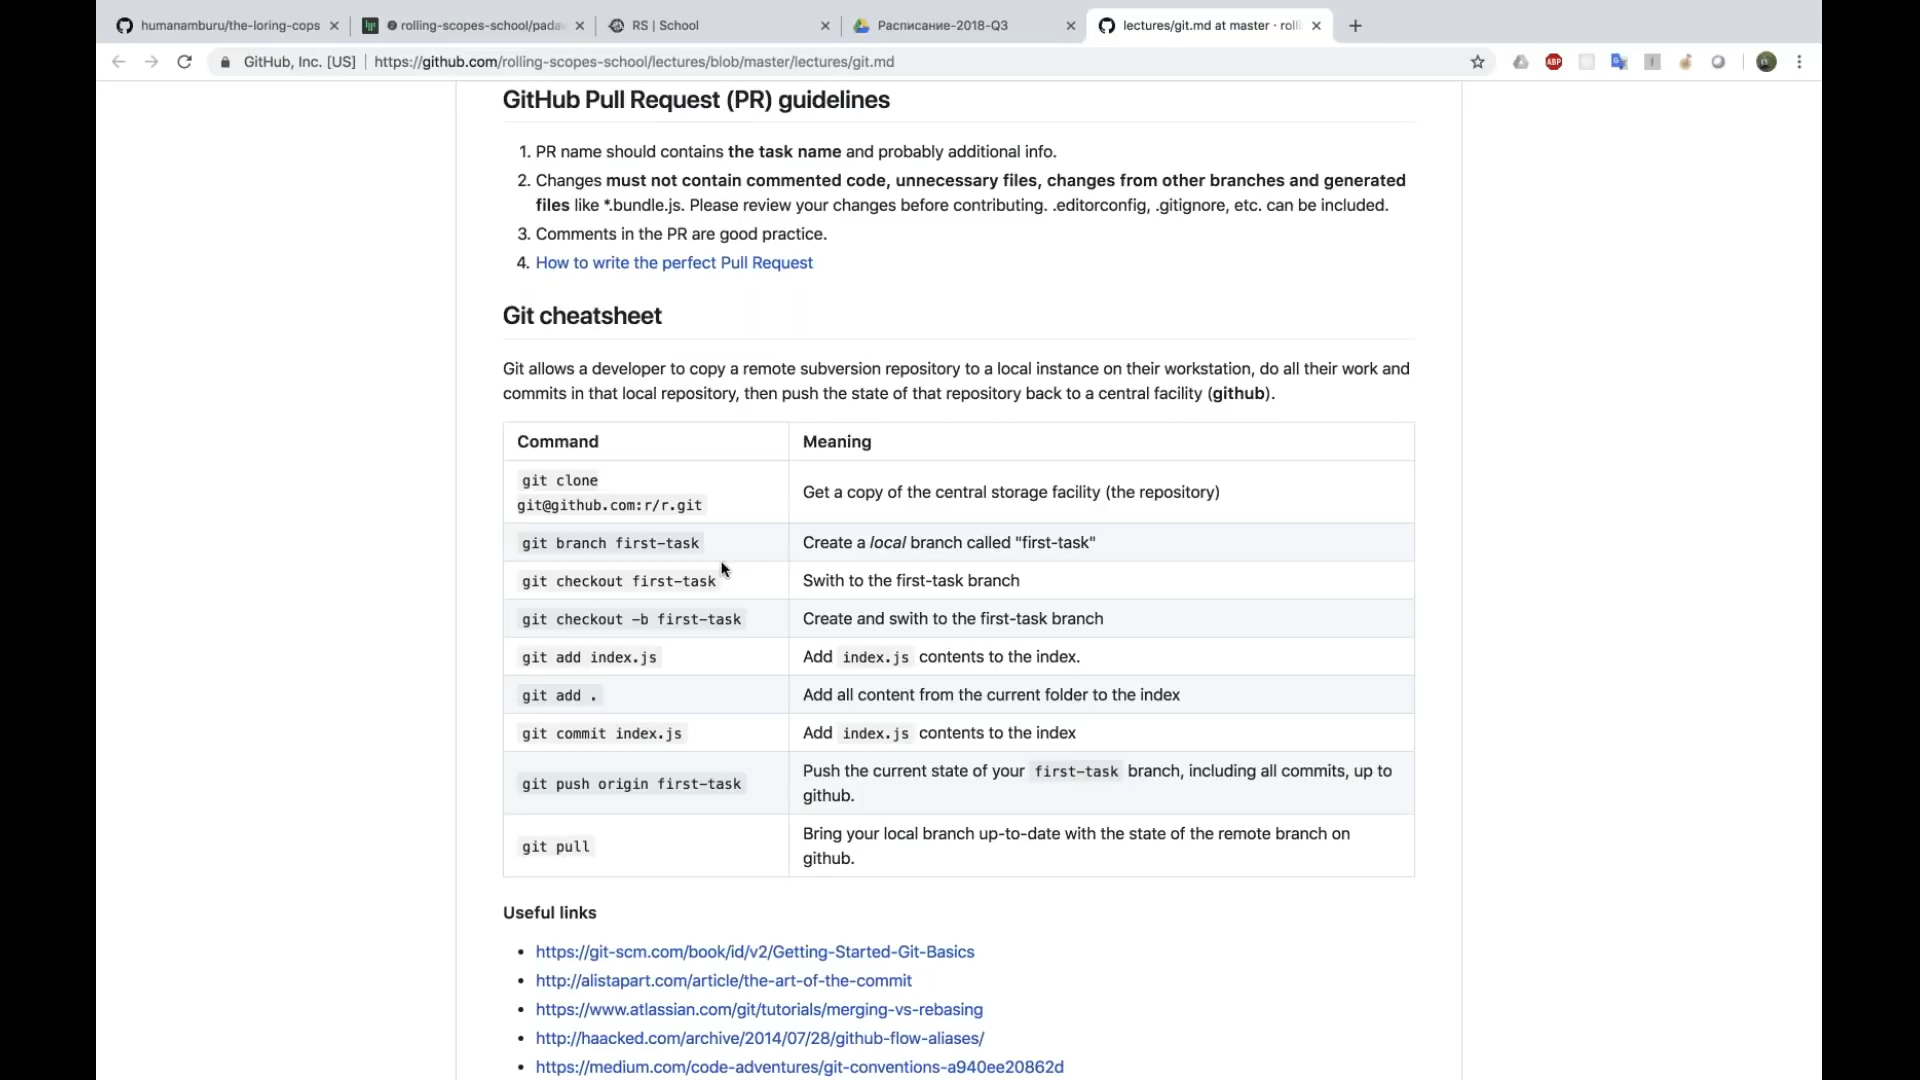 humanamburu/the-loring-cops
rolling-scopes-school/padav
RS | School
Расписание-2018-Q3
lectures/git.md at master · rolli
GitHub, Inc. [US] | https://github.com/rolling-scopes-school/lectures/blob/master/lectures/git.md
ABP
GitHub Pull Request (PR) guidelines
1. PR name should contains the task name and probably additional info.
2. Changes must not contain commented code, unnecessary files, changes from other branches and generated
files like *.bundle.js. Please review your changes before contributing. .editorconfig, .gitignore, etc. can be included.
3. Comments in the PR are good practice.
4. How to write the perfect Pull Request
Git cheatsheet
Git allows a developer to copy a remote subversion repository to a local instance on their workstation, do all their work and
commits in that local repository, then push the state of that repository back to a central facility (github).
Command Meaning
git clone
git@github.com:r/r.git
Get a copy of the central storage facility (the repository)
git branch first-task Create a local branch called "first-task"
git checkout first-task Swith to the first-task branch
git checkout -b first-task Create and swith to the first-task branch
git add index.js Add index.js contents to the index.
git add . Add all content from the current folder to the index
git commit index.js Add index.js contents to the index
git push origin first-task
Push the current state of your first-task branch, including all commits, up to
github.
git pull
Bring your local branch up-to-date with the state of the remote branch on
github.
Useful links
• https://git-scm.com/book/id/v2/Getting-Started-Git-Basics
• http://alistapart.com/article/the-art-of-the-commit
• https://www.atlassian.com/git/tutorials/merging-vs-rebasing
• http://haacked.com/archive/2014/07/28/github-flow-aliases/
• https://medium.com/code-adventures/git-conventions-a940ee20862d